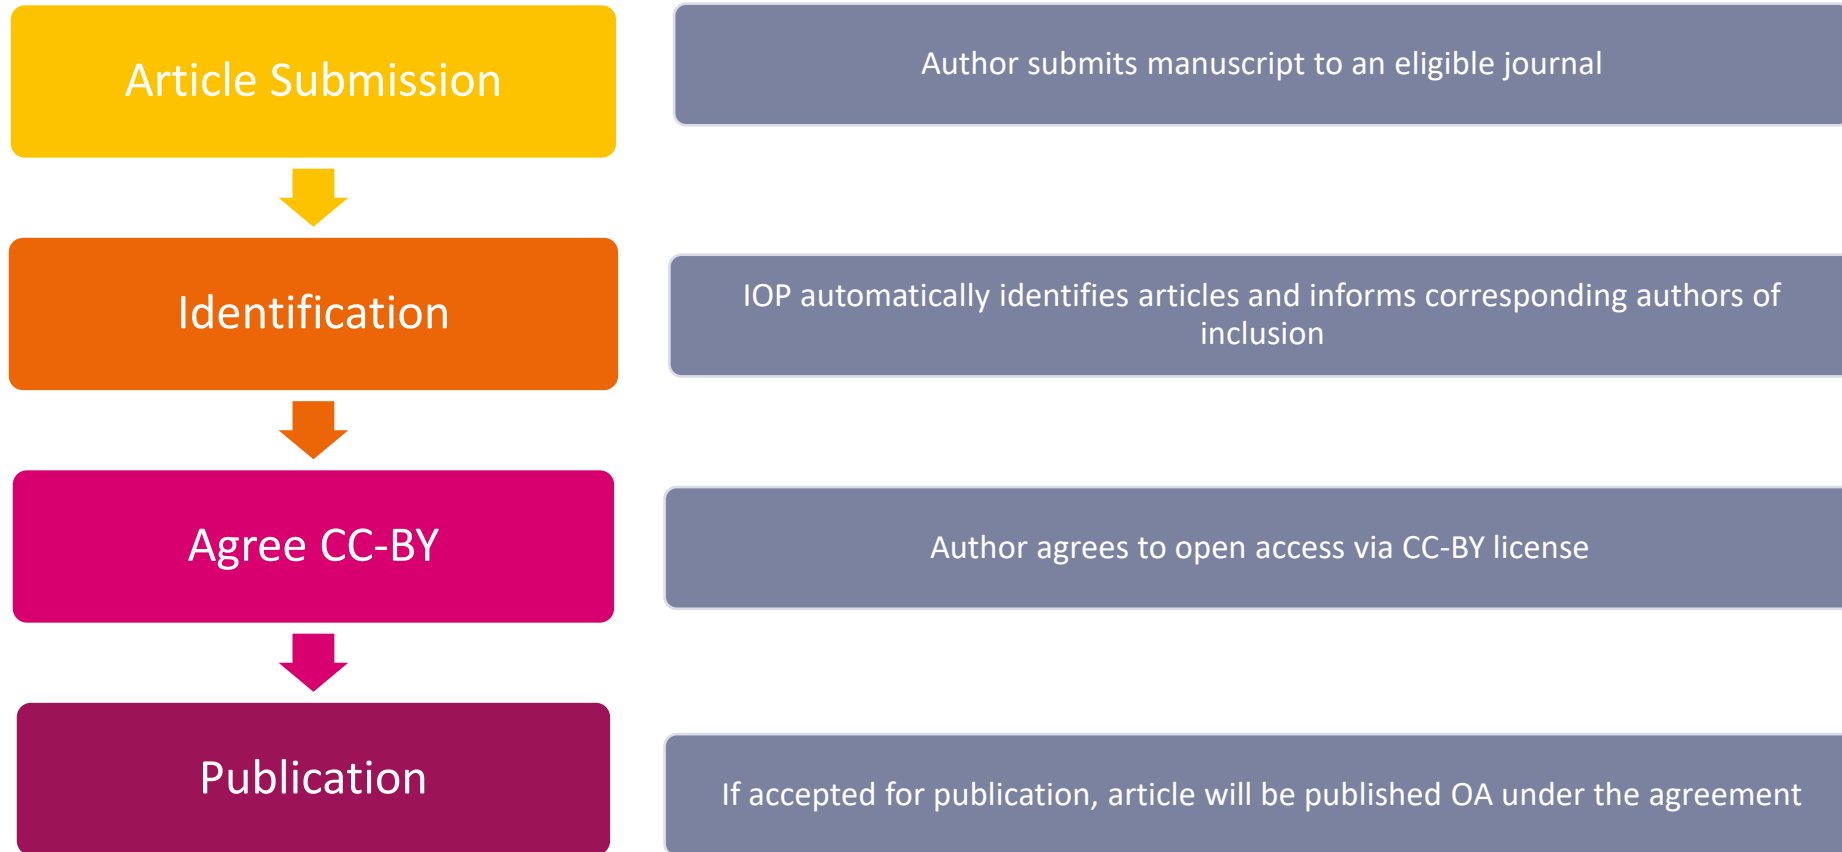 Article Submission
Author submits manuscript to an eligible journal
Identification
IOP automatically identifies articles and informs corresponding authors of
inclusion
Agree CC-BY
Author agrees to open access via CC-BY license
Publication
If accepted for publication, article will be published OA under the agreement